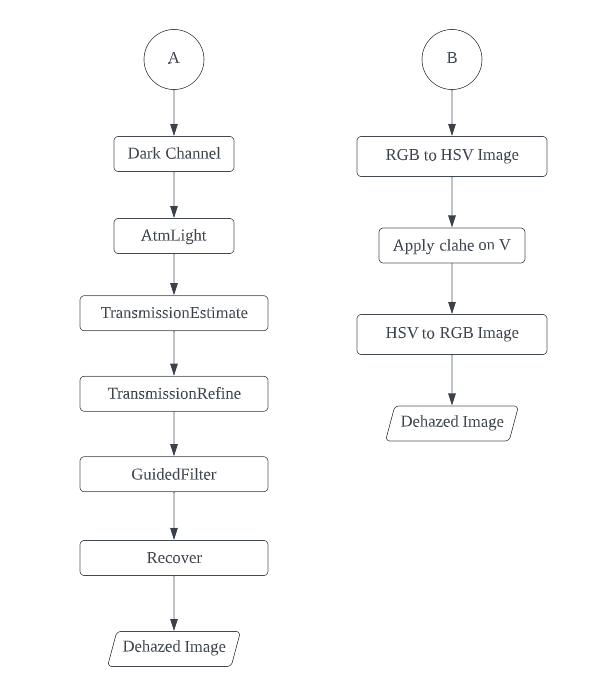 A
Dark Channel
AtmLight
TransmissionEstimate
TransmissionRefine
GuidedFilter
Recover
Dehazed Image
B
RGB to HSV Image
Apply clahe on V
HSV to RGB Image
Dehazed Image